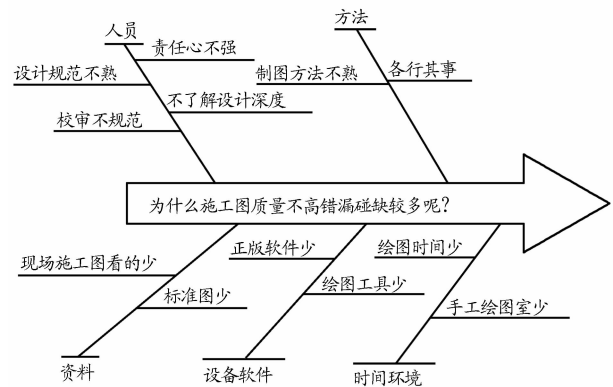 人员
责任心不强
设计规范不熟
不了解设计深度
校审不规范
方法
制图方法不熟
各行其事
为什么施工图质量不高错漏碰缺较多呢？
现场施工图看的少
标准图少
资料
正版软件少
绘图工具少
设备软件
绘图时间少
手工绘图室少
时间环境